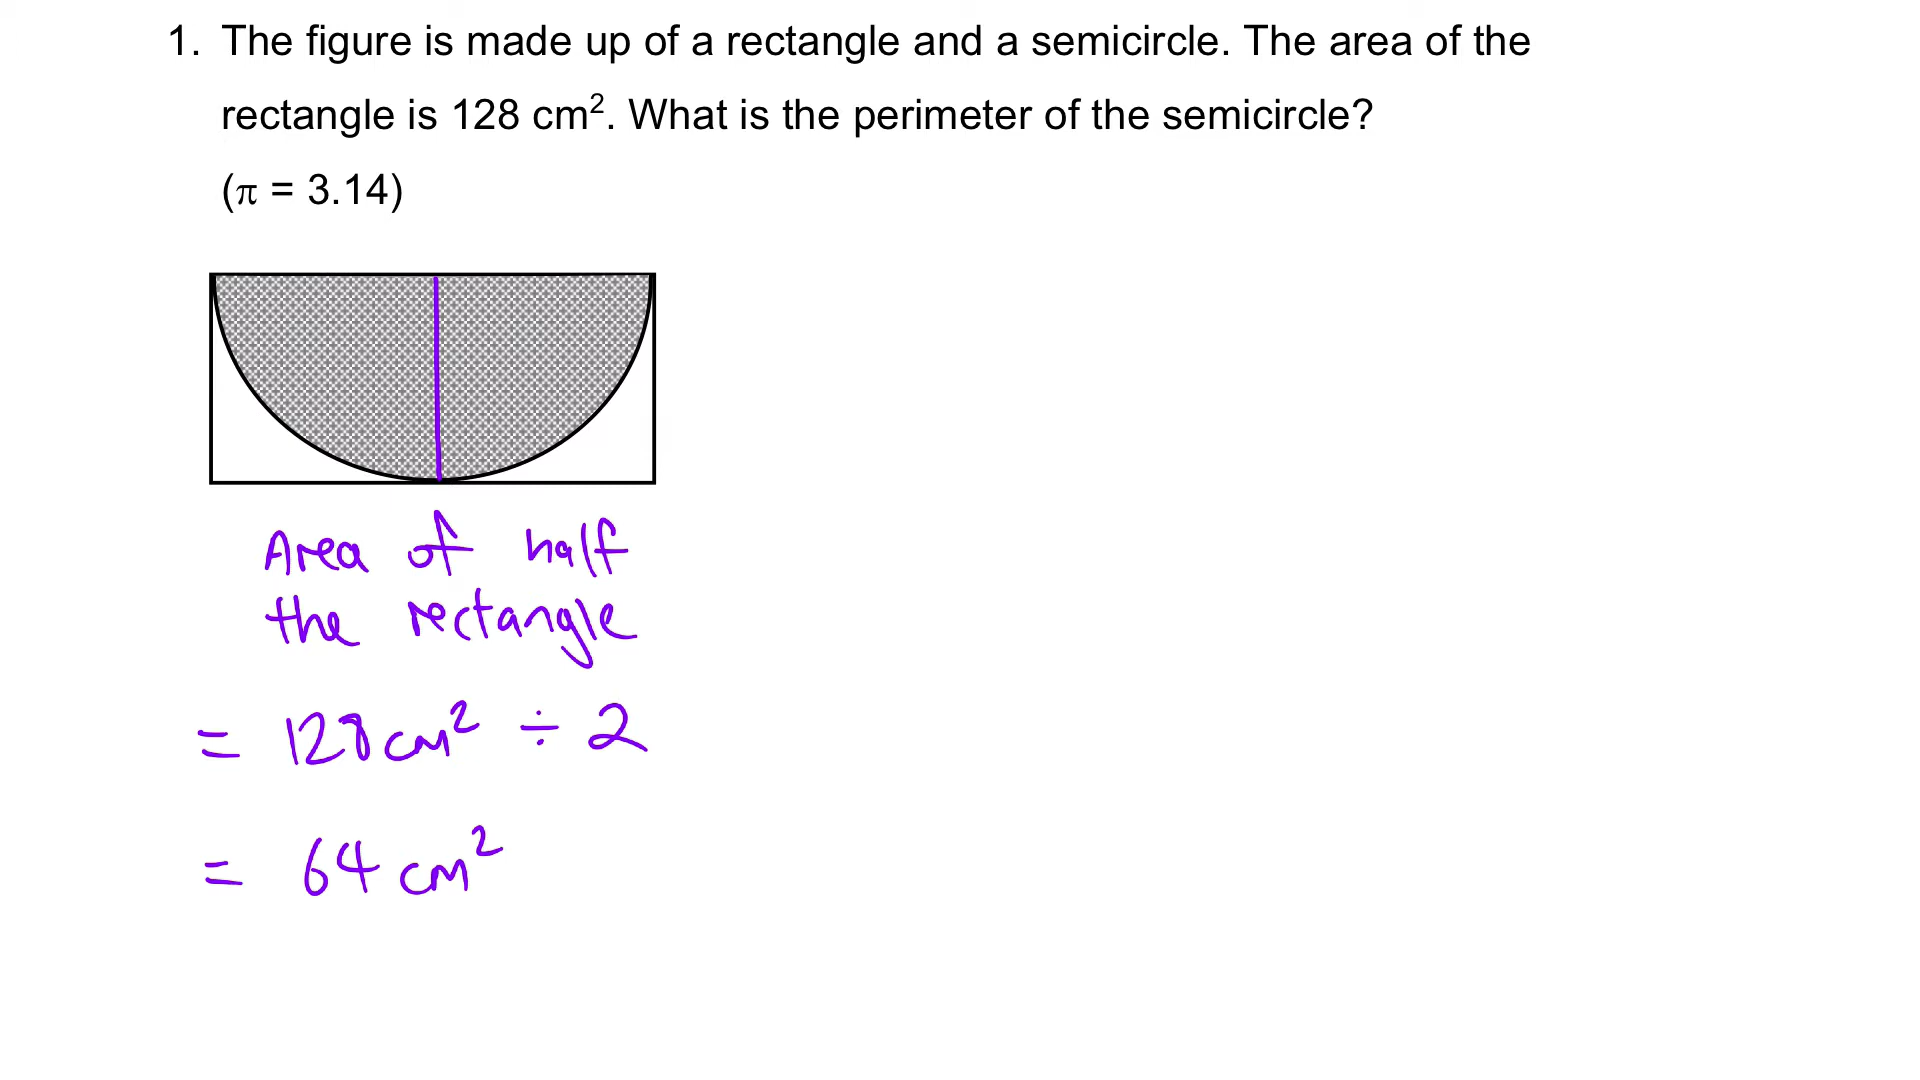 1. The figure is made up of a rectangle and a semicircle. The area of the
rectangle is 128 cm². What is the perimeter of the semicircle?
(π = 3.14)
Area of half
the rectangle
= 128 cm² ÷ 2
= 64 cm²